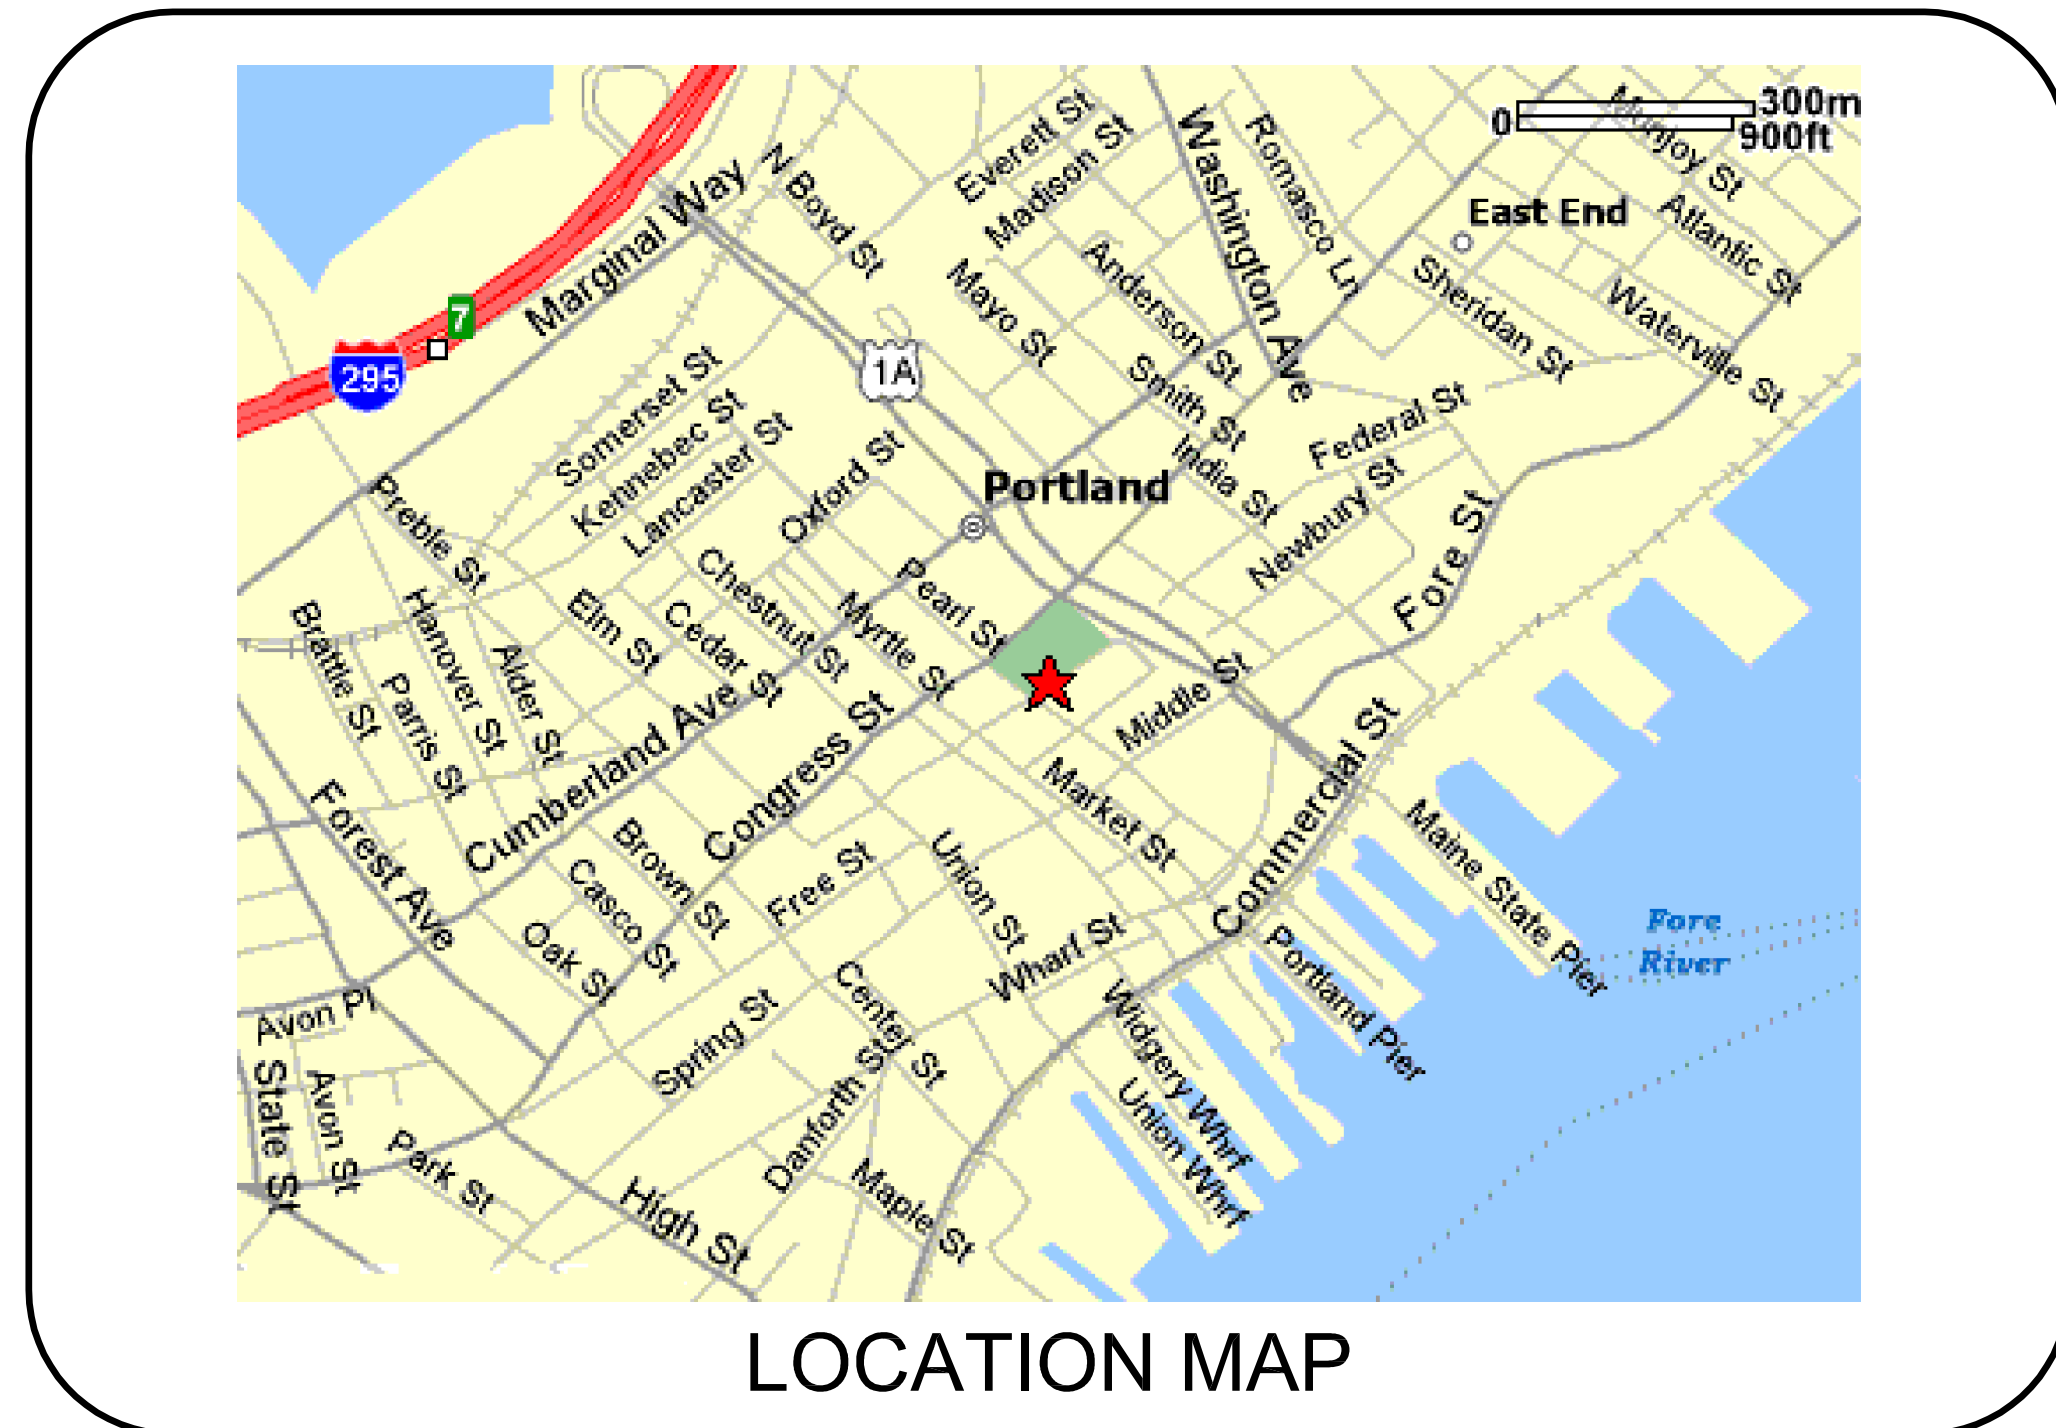 Munjoy St
300m
0
900ft
Everett St
Madison St
Washington Ave
Romasco Ln
East End
Atlantic St
Marginal Way
N Boyd St
Mayo St
Anderson St
Sheridan St
Waterville St
7
295
1A
Somerset St
Kennebec St
Lancaster St
Oxford St
Smith St
India St
Federal St
Newbury St
Portland
Fore St
Preble St
Chestnut St
Pearl St
Myrtle St
Elm St
Cedar St
Hanover St
Brattle St
Parris St
Alder St
Middle St
Cumberland Ave
Congress St
Market St
Commercial St
Maine State Pier
Forest Ave
Brown St
Casco St
Free St
Union St
Oak St
Wharf St
Portland Pier
Fore
River
Avon Pl
Spring St
Center St
Widgery Whrf
Union Whrf
State St
Avon St
Park St
Danforth St
Maple St
High St
LOCATION MAP